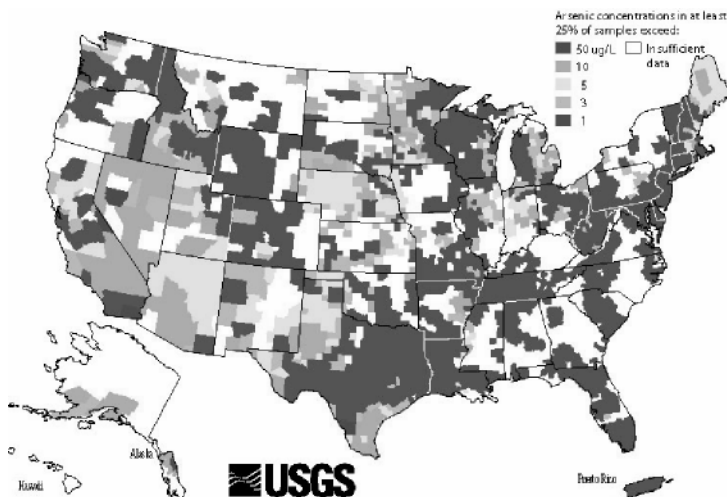 Arsenic concentrations in at least
25% of samples exceed:
50 ug/L
Insufficient
data
10
5
3
1
Alaska
Hawaii
USGS
Puerto Rico